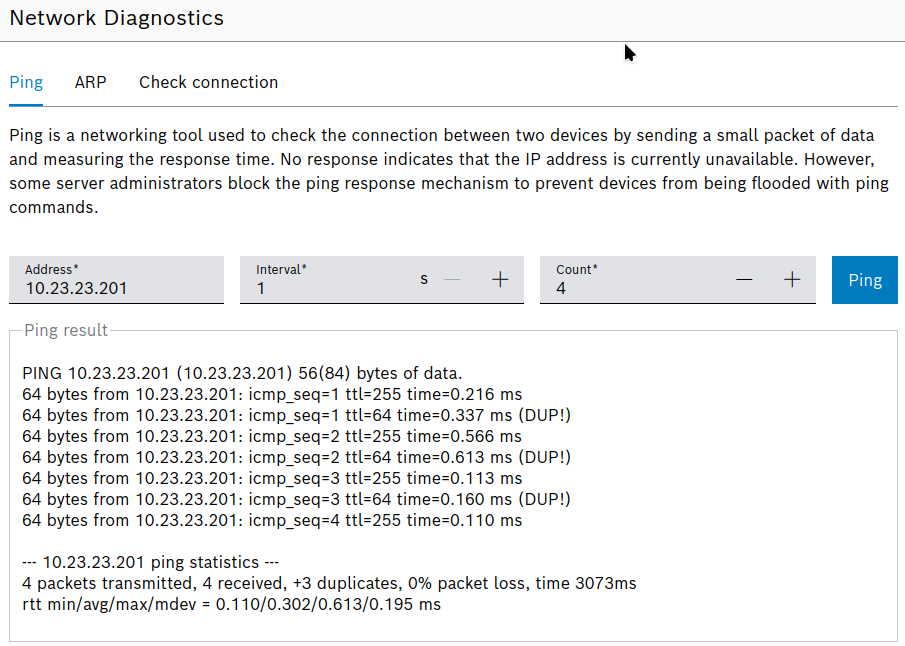 Network Diagnostics
Ping ARP Check connection
Ping is a networking tool used to check the connection between two devices by sending a small packet of data
and measuring the response time. No response indicates that the IP address is currently unavailable. However,
some server administrators block the ping response mechanism to prevent devices from being flooded with ping
commands.
Address* Interval* Count*
10.23.23.201 1 s 4 Ping
Ping result
PING 10.23.23.201 (10.23.23.201) 56(84) bytes of data.
64 bytes from 10.23.23.201: icmp_seq=1 ttl=255 time=0.216 ms
64 bytes from 10.23.23.201: icmp_seq=1 ttl=64 time=0.337 ms (DUP!)
64 bytes from 10.23.23.201: icmp_seq=2 ttl=255 time=0.566 ms
64 bytes from 10.23.23.201: icmp_seq=2 ttl=64 time=0.613 ms (DUP!)
64 bytes from 10.23.23.201: icmp_seq=3 ttl=255 time=0.113 ms
64 bytes from 10.23.23.201: icmp_seq=3 ttl=64 time=0.160 ms (DUP!)
64 bytes from 10.23.23.201: icmp_seq=4 ttl=255 time=0.110 ms
--- 10.23.23.201 ping statistics ---
4 packets transmitted, 4 received, +3 duplicates, 0% packet loss, time 3073ms
rtt min/avg/max/mdev = 0.110/0.302/0.613/0.195 ms